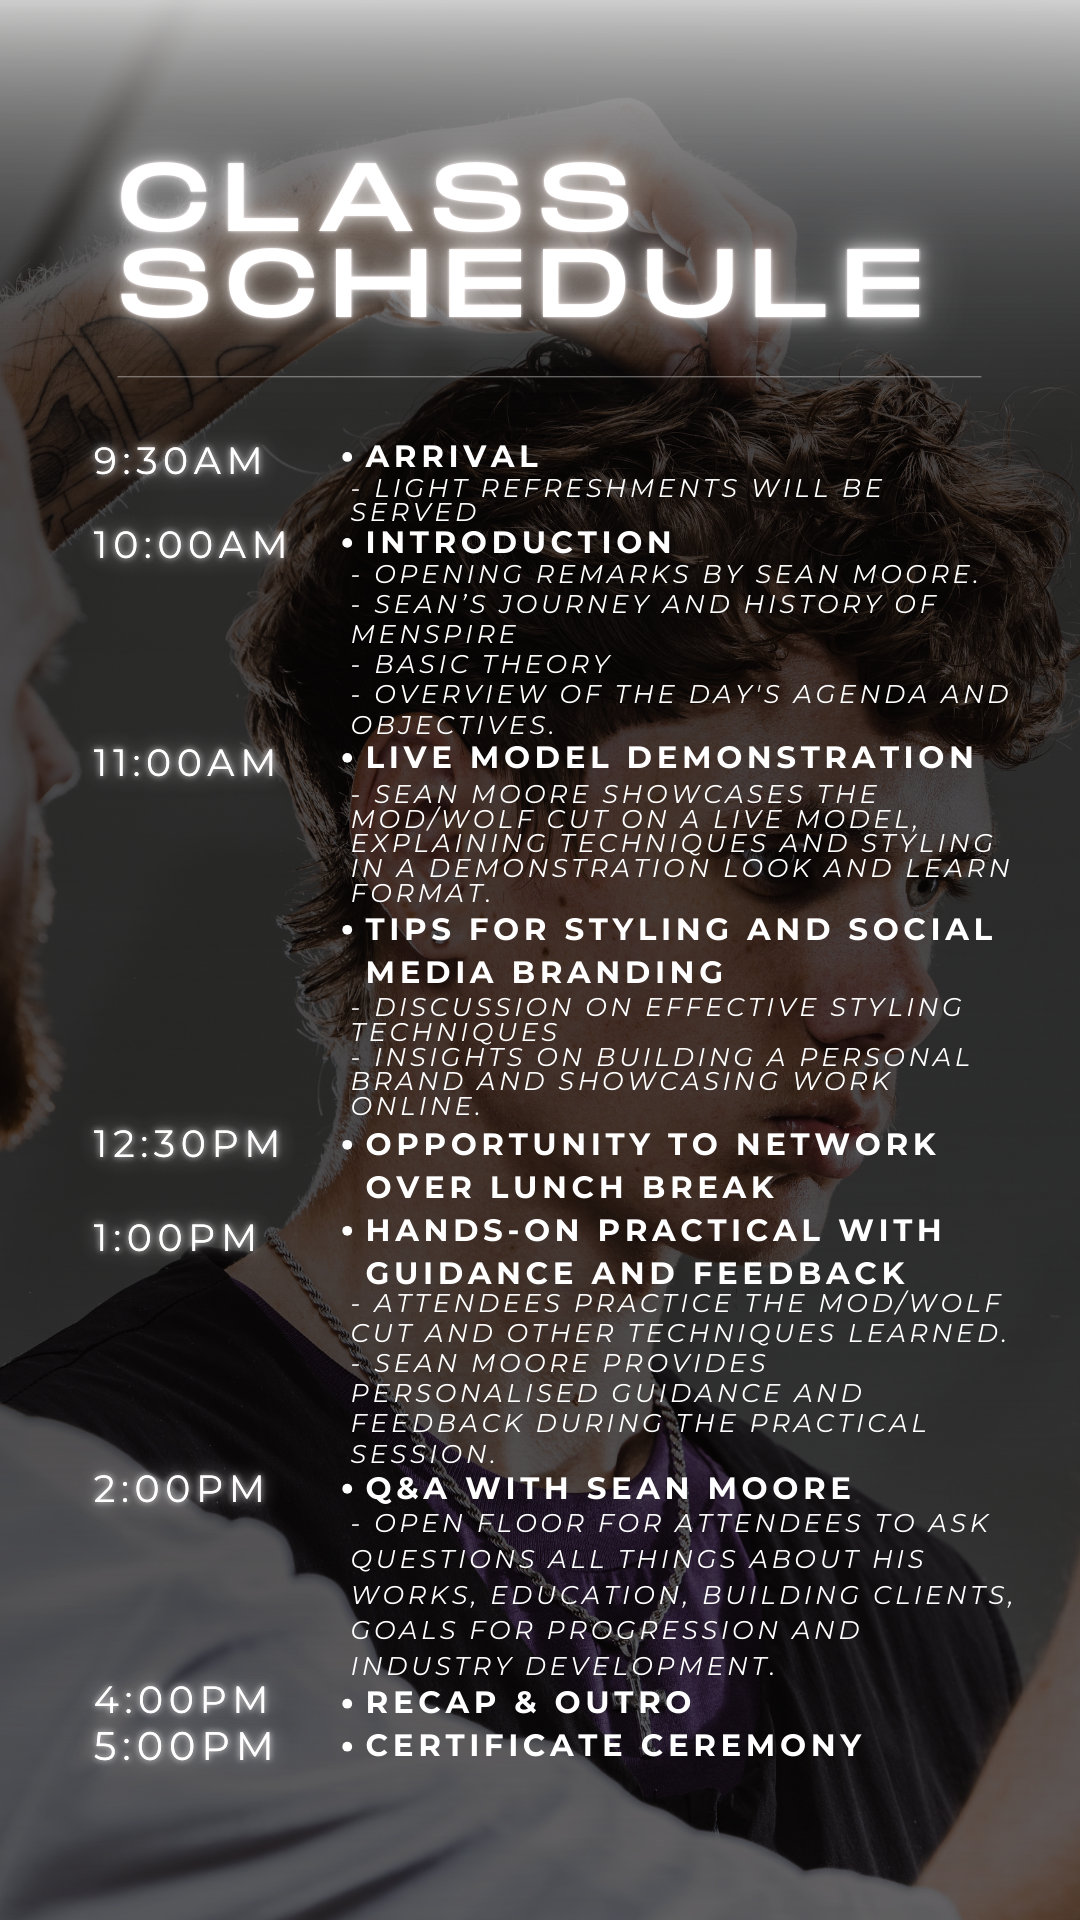 CLASS
SCHEDULE
9:30AM
• ARRIVAL
- LIGHT REFRESHMENTS WILL BE
SERVED
10:00AM
• INTRODUCTION
- OPENING REMARKS BY SEAN MOORE.
- SEAN’S JOURNEY AND HISTORY OF
MENSPIRE
- BASIC THEORY
- OVERVIEW OF THE DAY'S AGENDA AND
OBJECTIVES.
11:00AM
• LIVE MODEL DEMONSTRATION
- SEAN MOORE SHOWCASES THE
MOD/WOLF CUT ON A LIVE MODEL,
EXPLAINING TECHNIQUES AND STYLING
IN A DEMONSTRATION LOOK AND LEARN
FORMAT.
• TIPS FOR STYLING AND SOCIAL
MEDIA BRANDING
- DISCUSSION ON EFFECTIVE STYLING
TECHNIQUES
- INSIGHTS ON BUILDING A PERSONAL
BRAND AND SHOWCASING WORK
ONLINE.
12:30PM
• OPPORTUNITY TO NETWORK
OVER LUNCH BREAK
1:00PM
• HANDS-ON PRACTICAL WITH
GUIDANCE AND FEEDBACK
- ATTENDEES PRACTICE THE MOD/WOLF
CUT AND OTHER TECHNIQUES LEARNED.
- SEAN MOORE PROVIDES
PERSONALISED GUIDANCE AND
FEEDBACK DURING THE PRACTICAL
SESSION.
2:00PM
• Q&A WITH SEAN MOORE
- OPEN FLOOR FOR ATTENDEES TO ASK
QUESTIONS ALL THINGS ABOUT HIS
WORKS, EDUCATION, BUILDING CLIENTS,
GOALS FOR PROGRESSION AND
INDUSTRY DEVELOPMENT.
4:00PM
• RECAP & OUTRO
5:00PM
• CERTIFICATE CEREMONY